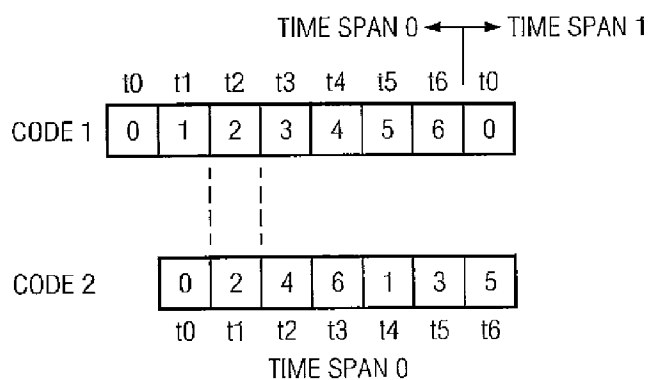 TIME SPAN 0 TIME SPAN 1
t0 t1 t2 t3 t4 t5 t6 t0
CODE 1 0 1 2 3 4 5 6 0
CODE 2 0 2 4 6 1 3 5
t0 t1 t2 t3 t4 t5 t6
TIME SPAN 0